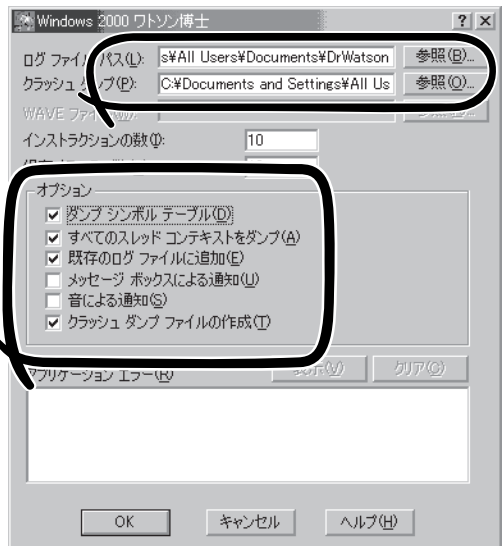 Windows 2000 ワトソン博士
ログ ファイル パス(L): s¥All Users¥Documents¥DrWatson 参照(B)...
クラッシュ ダンプ(P): C:¥Documents and Settings¥All Us 参照(O)...
WAVE ファイル(W): 参照(R)...
インストラクションの数(I): 10
オプション
ダンプ シンボル テーブル(D)
すべてのスレッド コンテキストをダンプ(A)
既存のログ ファイルに追加(E)
メッセージ ボックスによる通知(U)
音による通知(S)
クラッシュ ダンプ ファイルの作成(T)
アプリケーション エラー(R) 表示(V) クリア(C)
OK キャンセル ヘルプ(H)